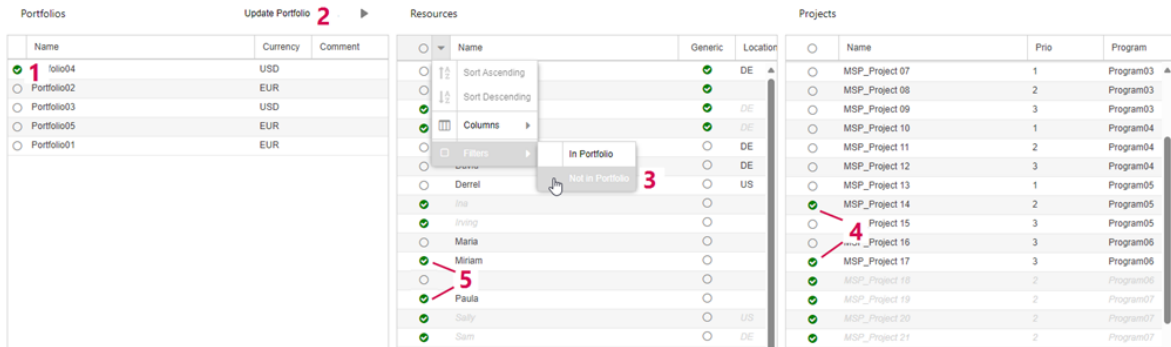 Portfolios
Update Portfolio 2
Name Currency Comment
1 folio04 USD
Portfolio02 EUR
Portfolio03 USD
Portfolio05 EUR
Portfolio01 EUR
Resources
Name Generic Location
Sort Ascending
Sort Descending
Columns
Filters
In Portfolio
Not in Portfolio 3
DE
DE
DE
DE
David DE
Derrel US
Ina
Irving
Maria
Miriam
5
Paula
Sally US
Sam DE
Projects
Name Prio Program
MSP_Project 07 1 Program03
MSP_Project 08 2 Program03
MSP_Project 09 3 Program03
MSP_Project 10 1 Program04
MSP_Project 11 2 Program04
MSP_Project 12 3 Program04
MSP_Project 13 1 Program05
MSP_Project 14 2 Program05
4 Project 15 3 Program05
MSP_Project 16 3 Program06
MSP_Project 17 3 Program06
MSP_Project 18 2 Program06
MSP_Project 19 2 Program07
MSP_Project 20 2 Program07
MSP_Project 21 2 Program07